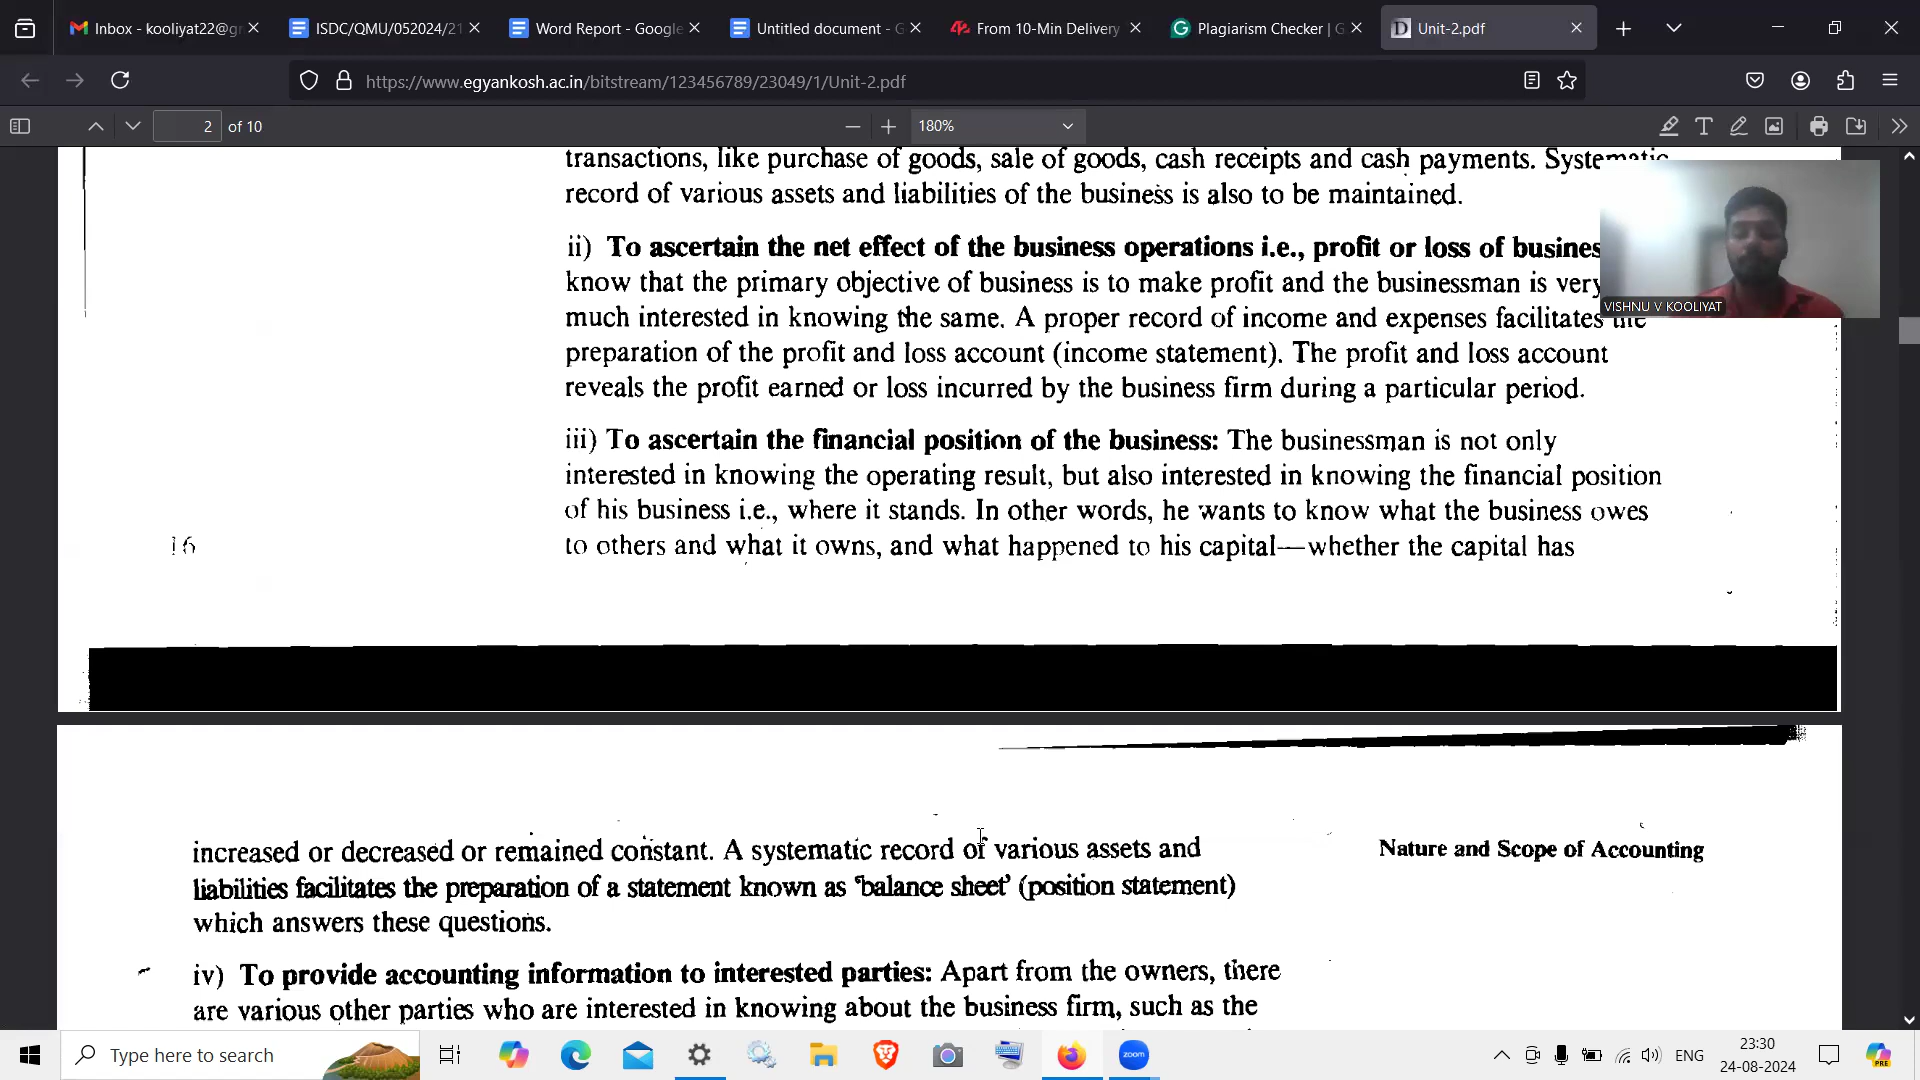 Inbox - kooliyat22@gr
ISDC/QMU/052024/21
Word Report - Google
Untitled document - G
From 10-Min Delivery
Plagiarism Checker | G
Unit-2.pdf
https://www.egyankosh.ac.in/bitstream/123456789/23049/1/Unit-2.pdf
2 of 10
180%
transactions, like purchase of goods, sale of goods, cash receipts and cash payments. Systematic
record of various assets and liabilities of the business is also to be maintained.
ii) To ascertain the net effect of the business operations i.e., profit or loss of busines
know that the primary objective of business is to make profit and the businessman is very
much interested in knowing the same. A proper record of income and expenses facilitates the
preparation of the profit and loss account (income statement). The profit and loss account
reveals the profit earned or loss incurred by the business firm during a particular period.
VISHNU V KOOLIYAT
iii) To ascertain the financial position of the business: The businessman is not only
interested in knowing the operating result, but also interested in knowing the financial position
of his business i.e., where it stands. In other words, he wants to know what the business owes
to others and what it owns, and what happened to his capital—whether the capital has
16
increased or decreased or remained constant. A systematic record of various assets and
liabilities facilitates the preparation of a statement known as 'balance sheet' (position statement)
which answers these questions.
Nature and Scope of Accounting
iv) To provide accounting information to interested parties: Apart from the owners, there
are various other parties who are interested in knowing about the business firm, such as the
Type here to search
zoom
ENG
23:30
24-08-2024
PRE